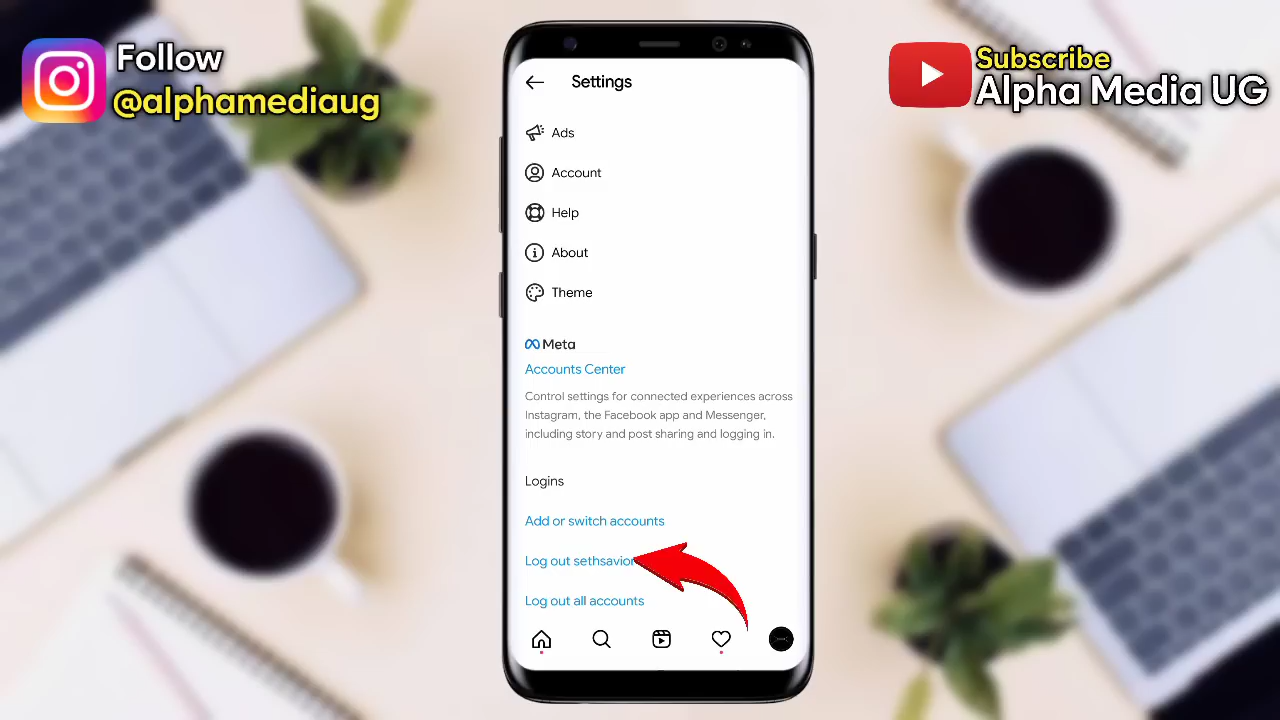 Follow
@alphamediaug
Subscribe
Alpha Media UG
Settings
Ads
Account
Help
About
Theme
Meta
Accounts Center
Control settings for connected experiences across
Instagram, the Facebook app and Messenger,
including story and post sharing and logging in.
Logins
Add or switch accounts
Log out sethsavior
Log out all accounts